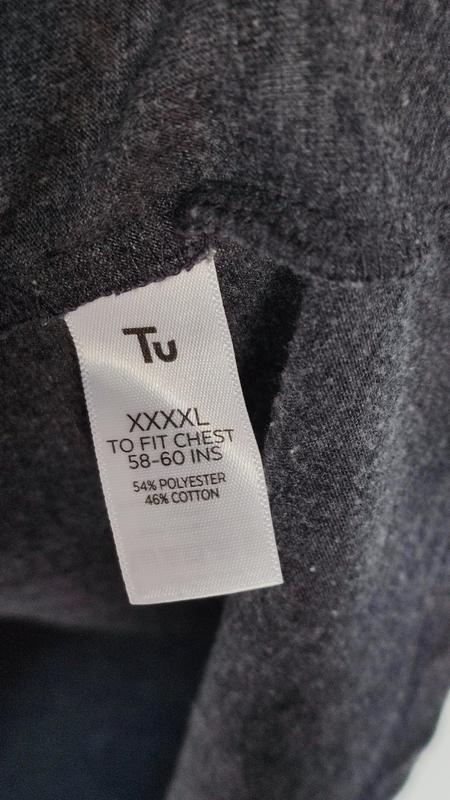 Tu
XXXXL
TO FIT CHEST
58-60 INS
54% POLYESTER
46% COTTON